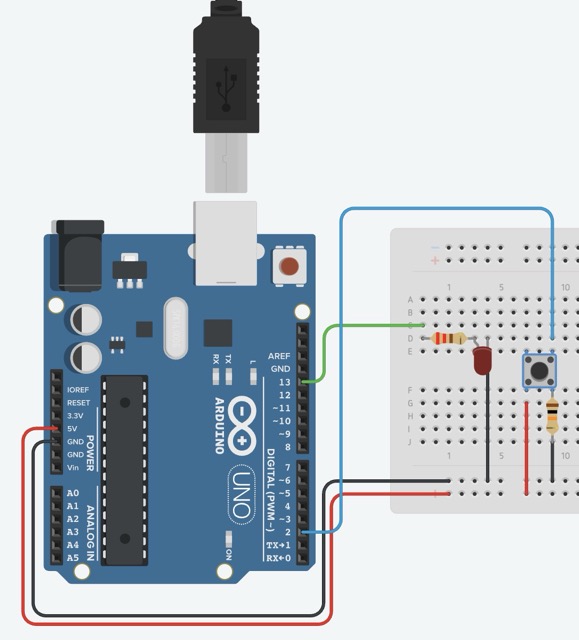 AREF
GND
13
12
~11
~10
~9
8
7
~6
~5
4
~3
2
TX→1
RX←0
DIGITAL (PWM~)
IOREF
RESET
3.3V
5V
GND
GND
Vin
POWER
A0
A1
A2
A3
A4
A5
ANALOG IN
RX
TX
L
ARDUINO
UNO
ON
- +
1 5 10
A
B
C
D
E
F
G
H
I
J
1 5 10